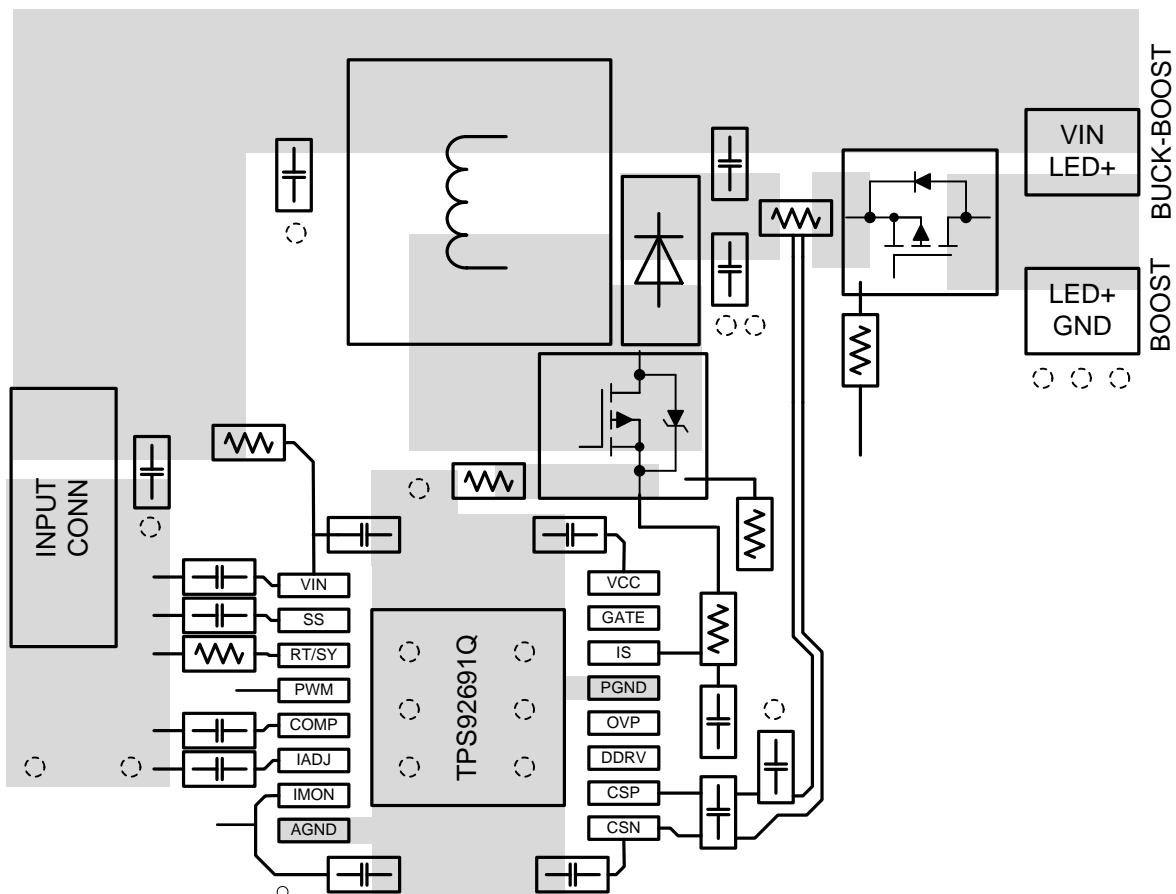 BUCK-BOOST
VIN
LED+
BOOST
LED+
GND
INPUT
CONN
TPS92691Q
VIN
SS
RT/SY
PWM
COMP
IADJ
IMON
AGND
VCC
GATE
IS
PGND
OVP
DDRV
CSP
CSN